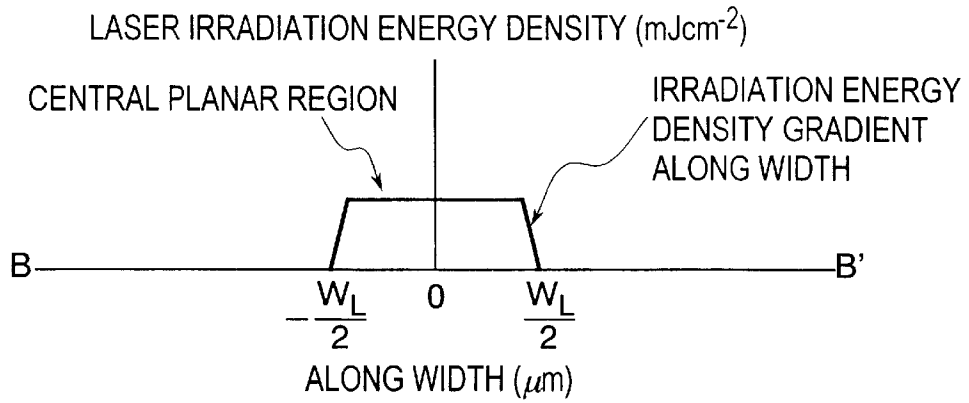 LASER IRRADIATION ENERGY DENSITY (mJcm-2)
CENTRAL PLANAR REGION
IRRADIATION ENERGY
DENSITY GRADIENT
ALONG WIDTH
B
B'
- WL/2
0
WL/2
ALONG WIDTH (μm)